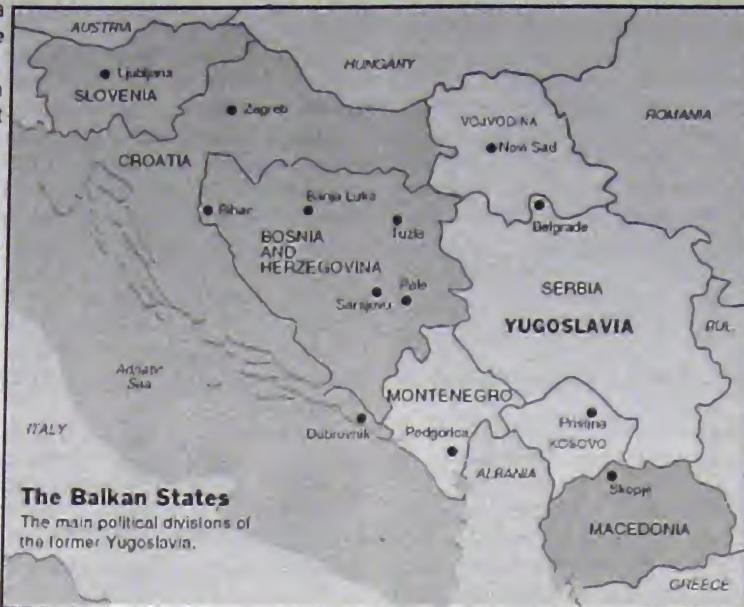 a
e
n
t
AUSTRIA
HUNGARY
Ljubljana
SLOVENIA
Zagreb
CROATIA
VOJVODINA
Novi Sad
ROMANIA
Bihac
Banja Luka
Tuzla
Belgrade
BOSNIA
AND
HERZEGOVINA
Pale
Sarajevo
SERBIA
YUGOSLAVIA
BUL.
Adriatic
Sea
MONTENEGRO
ITALY
Dubrovnik
Podgorica
Pristina
KOSOVO
ALBANIA
Skopje
MACEDONIA
GREECE
The Balkan States
The main political divisions of
the former Yugoslavia.